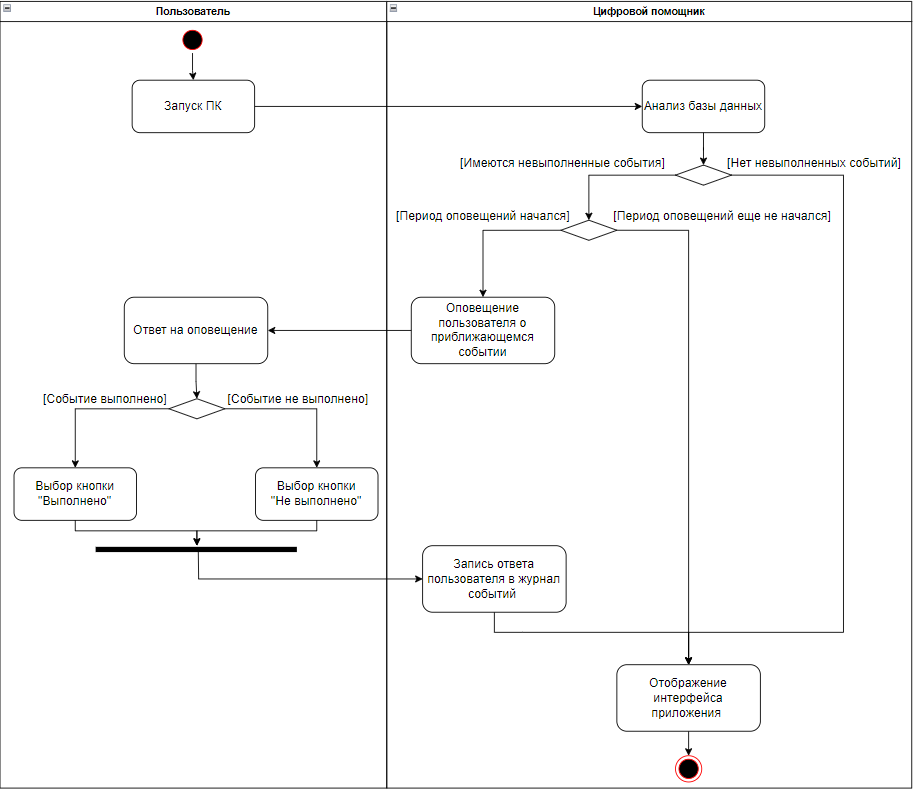 Пользователь
Цифровой помощник
Запуск ПК
Анализ базы данных
[Имеются невыполненные события]
[Нет невыполненных событий]
[Период оповещений начался]
[Период оповещений еще не начался]
Оповещение
пользователя о
приближающемся
событии
Ответ на оповещение
[Событие выполнено]
[Событие не выполнено]
Выбор кнопки
"Выполнено"
Выбор кнопки
"Не выполнено"
Запись ответа
пользователя в журнал
событий
Отображение
интерфейса
приложения